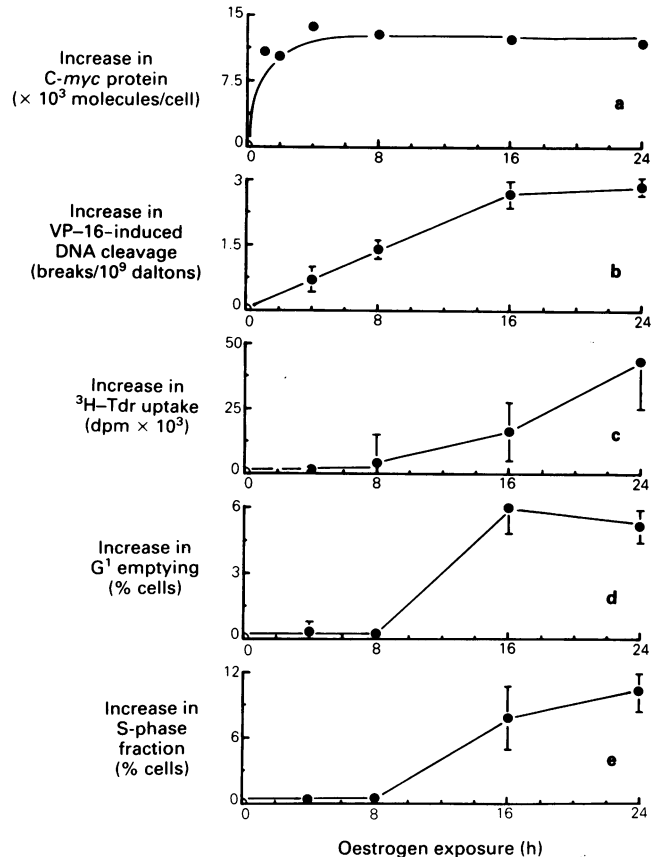 15
Increase in
C-myc protein
(× 10³ molecules/cell)
7.5
0
a
0 8 16 24
3
Increase in
VP–16–induced
DNA cleavage
(breaks/10⁹ daltons)
1.5
0
b
0 8 16 24
50
Increase in
³H–Tdr uptake
(dpm × 10³)
25
0
c
0 8 16 24
6
Increase in
G¹ emptying
(% cells)
3
0
d
0 8 16 24
12
Increase in
S-phase
fraction
(% cells)
6
0
e
0 8 16 24
Oestrogen exposure (h)